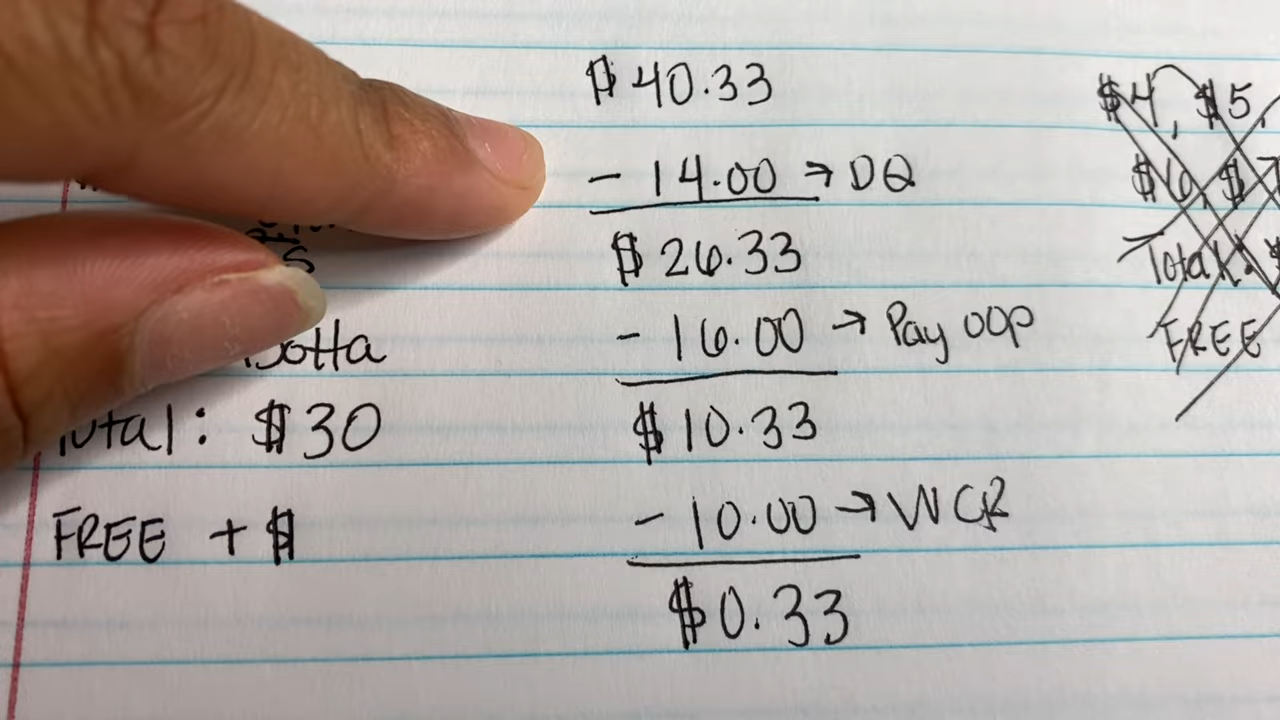 $40.33
- 14.00 → DQ
$26.33
- 16.00 → Pay oop
$10.33
- 10.00 → WCR
$0.33
Total: $30
FREE + $
$4, $5,
Total: $
FREE